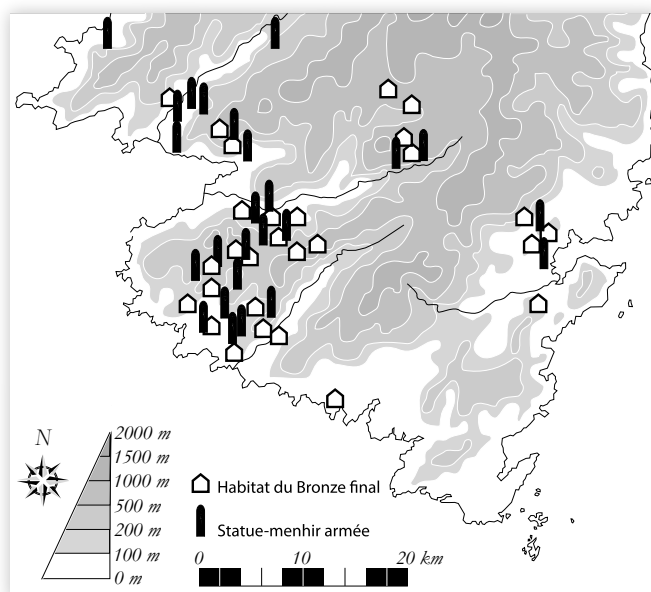 N
2000 m
1500 m
1000 m
500 m
200 m
100 m
0 m
Habitat du Bronze final
Statue-menhir armée
0 10 20 km